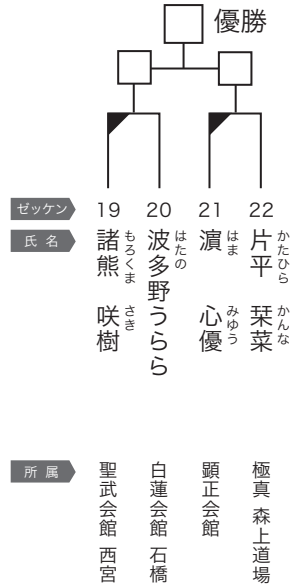 優勝
ゼッケン 19 20 21 22
氏名
諸熊 咲樹
もろくま さき
波多野うらら
はたの
濵 心優
はま みゆう
片平 栞菜
かたひら かんな
所属
聖武会館 西宮
白蓮会館 石橋
顕正会館
極真 森上道場